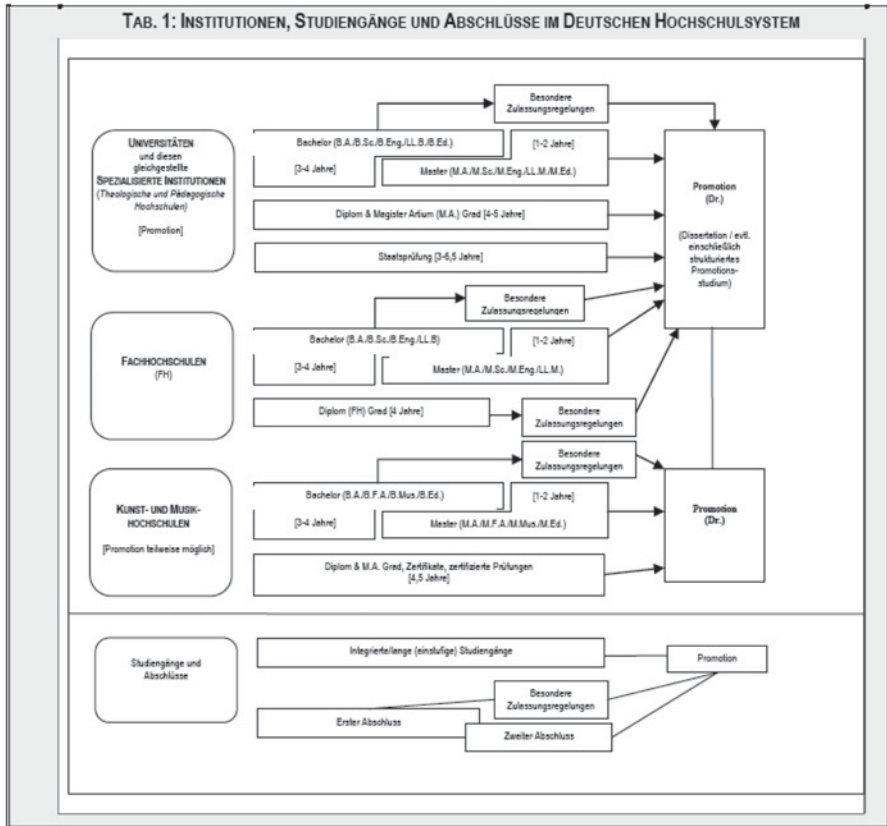 TAB. 1: INSTITUTIONEN, STUDIENGÄNGE UND ABSCHLÜSSE IM DEUTSCHEN HOCHSCHULSYSTEM
Besondere
Zulassungsregelungen
UNIVERSITÄTEN
und diesen
gleichgestellte
SPEZIALISIERTE INSTITUTIONEN
(Theologische und Pädagogische
Hochschulen)
[Promotion]
Bachelor (B.A./B.Sc./B.Eng./LL.B./B.Ed.)
[3-4 Jahre]
[1-2 Jahre]
Master (M.A./M.Sc./M.Eng./LL.M./M.Ed.)
Diplom & Magister Artium (M.A.) Grad [4-5 Jahre]
Staatsprüfung [3-6,5 Jahre]
Promotion
(Dr.)
(Dissertation / evtl.
einschließlich
strukturiertes
Promotions-
studium)
Besondere
Zulassungsregelungen
FACHHOCHSCHULEN
(FH)
Bachelor (B.A./B.Sc./B.Eng./LL.B)
[3-4 Jahre]
[1-2 Jahre]
Master (M.A./M.Sc./M.Eng./LL.M.)
Diplom (FH) Grad [4 Jahre]
Besondere
Zulassungsregelungen
Besondere
Zulassungsregelungen
KUNST- UND MUSIK-
HOCHSCHULEN
[Promotion teilweise möglich]
Bachelor (B.A./B.F.A./B.Mus./B.Ed.)
[3-4 Jahre]
[1-2 Jahre]
Master (M.A./M.F.A./M.Mus./M.Ed.)
Diplom & M.A. Grad, Zertifikate, zertifizierte Prüfungen
[4,5 Jahre]
Promotion
(Dr.)
Studiengänge und
Abschlüsse
Integrierte/lange (einstufige) Studiengänge
Promotion
Besondere
Zulassungsregelungen
Erster Abschluss
Zweiter Abschluss